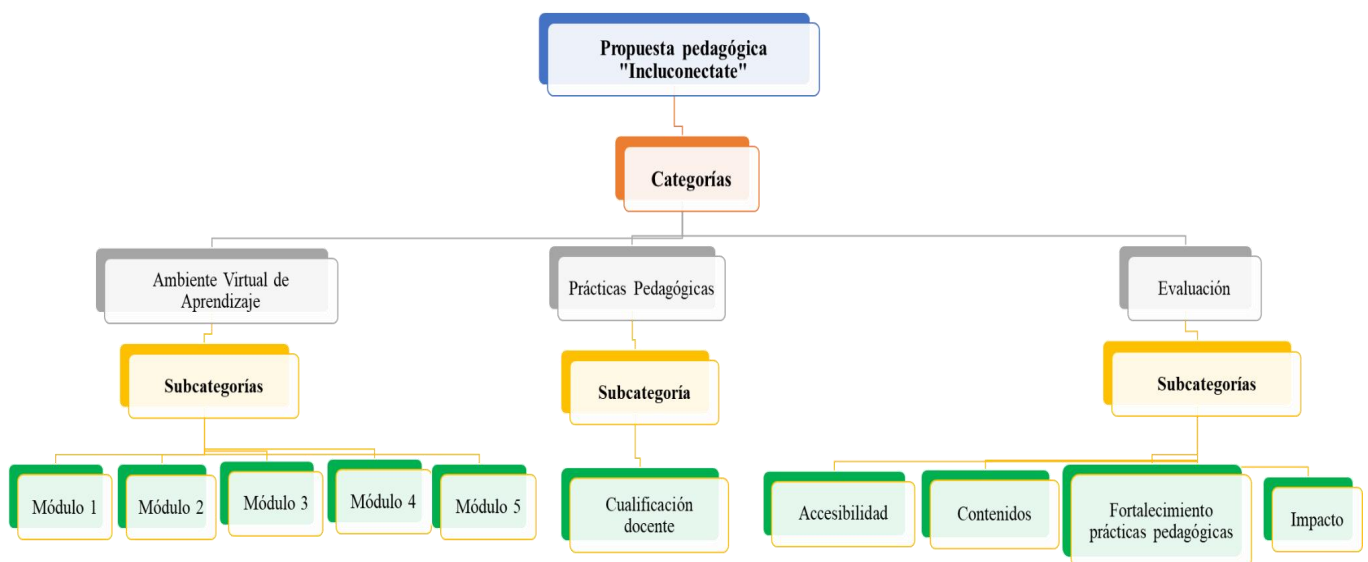 Propuesta pedagógica
"Incluconectate"
Categorías
Ambiente Virtual de
Aprendizaje
Prácticas Pedagógicas
Evaluación
Subcategorías
Subcategoría
Subcategorías
Módulo 1
Módulo 2
Módulo 3
Módulo 4
Módulo 5
Cualificación
docente
Accesibilidad
Contenidos
Fortalecimiento
prácticas pedagógicas
Impacto